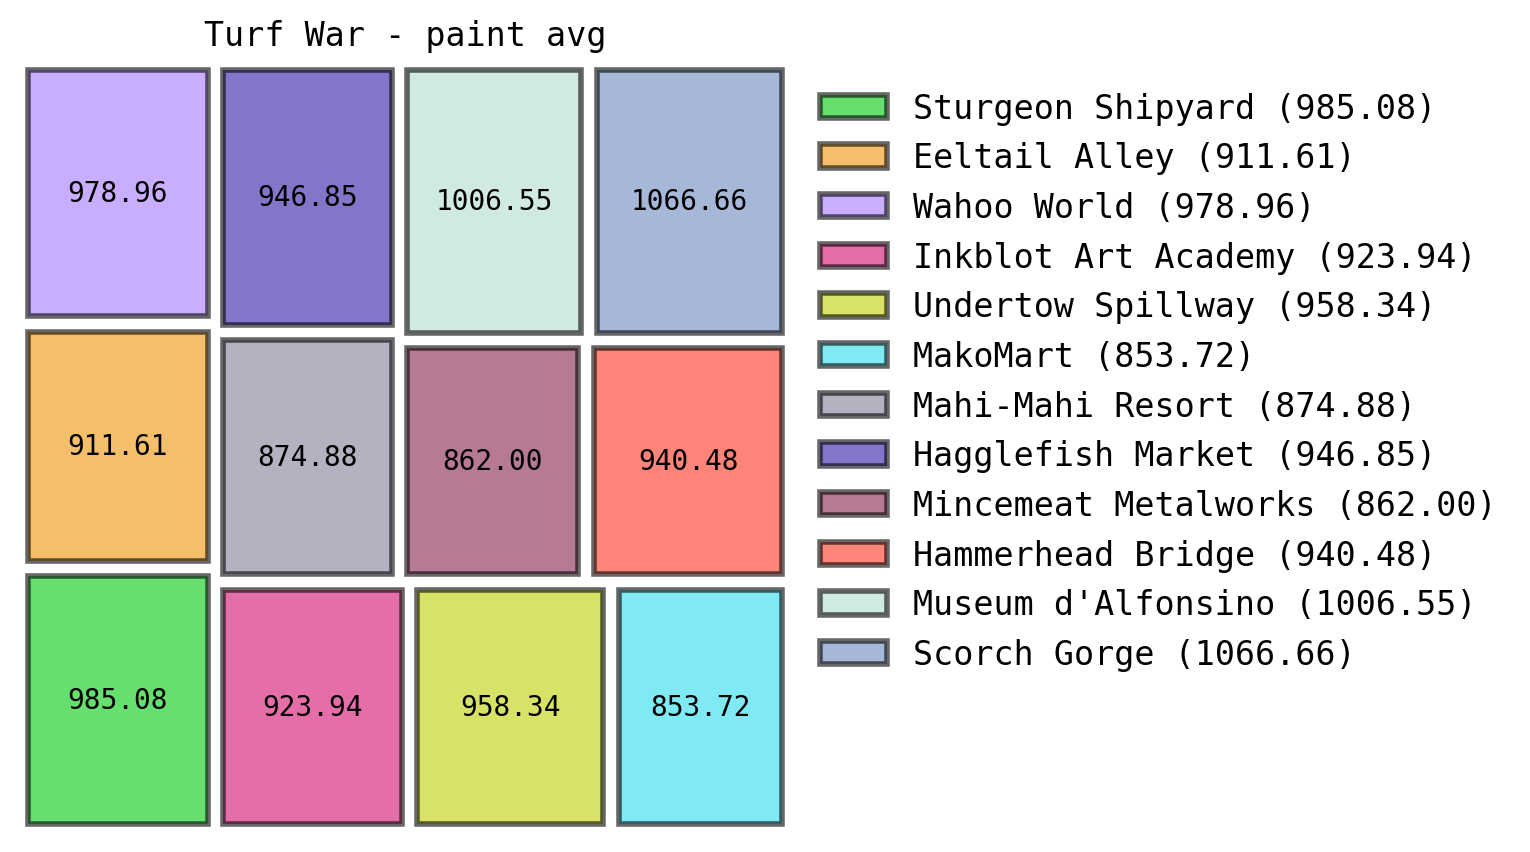 Turf War - paint avg
978.96
946.85
1006.55
1066.66
911.61
874.88
862.00
940.48
985.08
923.94
958.34
853.72
Sturgeon Shipyard (985.08)
Eeltail Alley (911.61)
Wahoo World (978.96)
Inkblot Art Academy (923.94)
Undertow Spillway (958.34)
MakoMart (853.72)
Mahi-Mahi Resort (874.88)
Hagglefish Market (946.85)
Mincemeat Metalworks (862.00)
Hammerhead Bridge (940.48)
Museum d'Alfonsino (1006.55)
Scorch Gorge (1066.66)